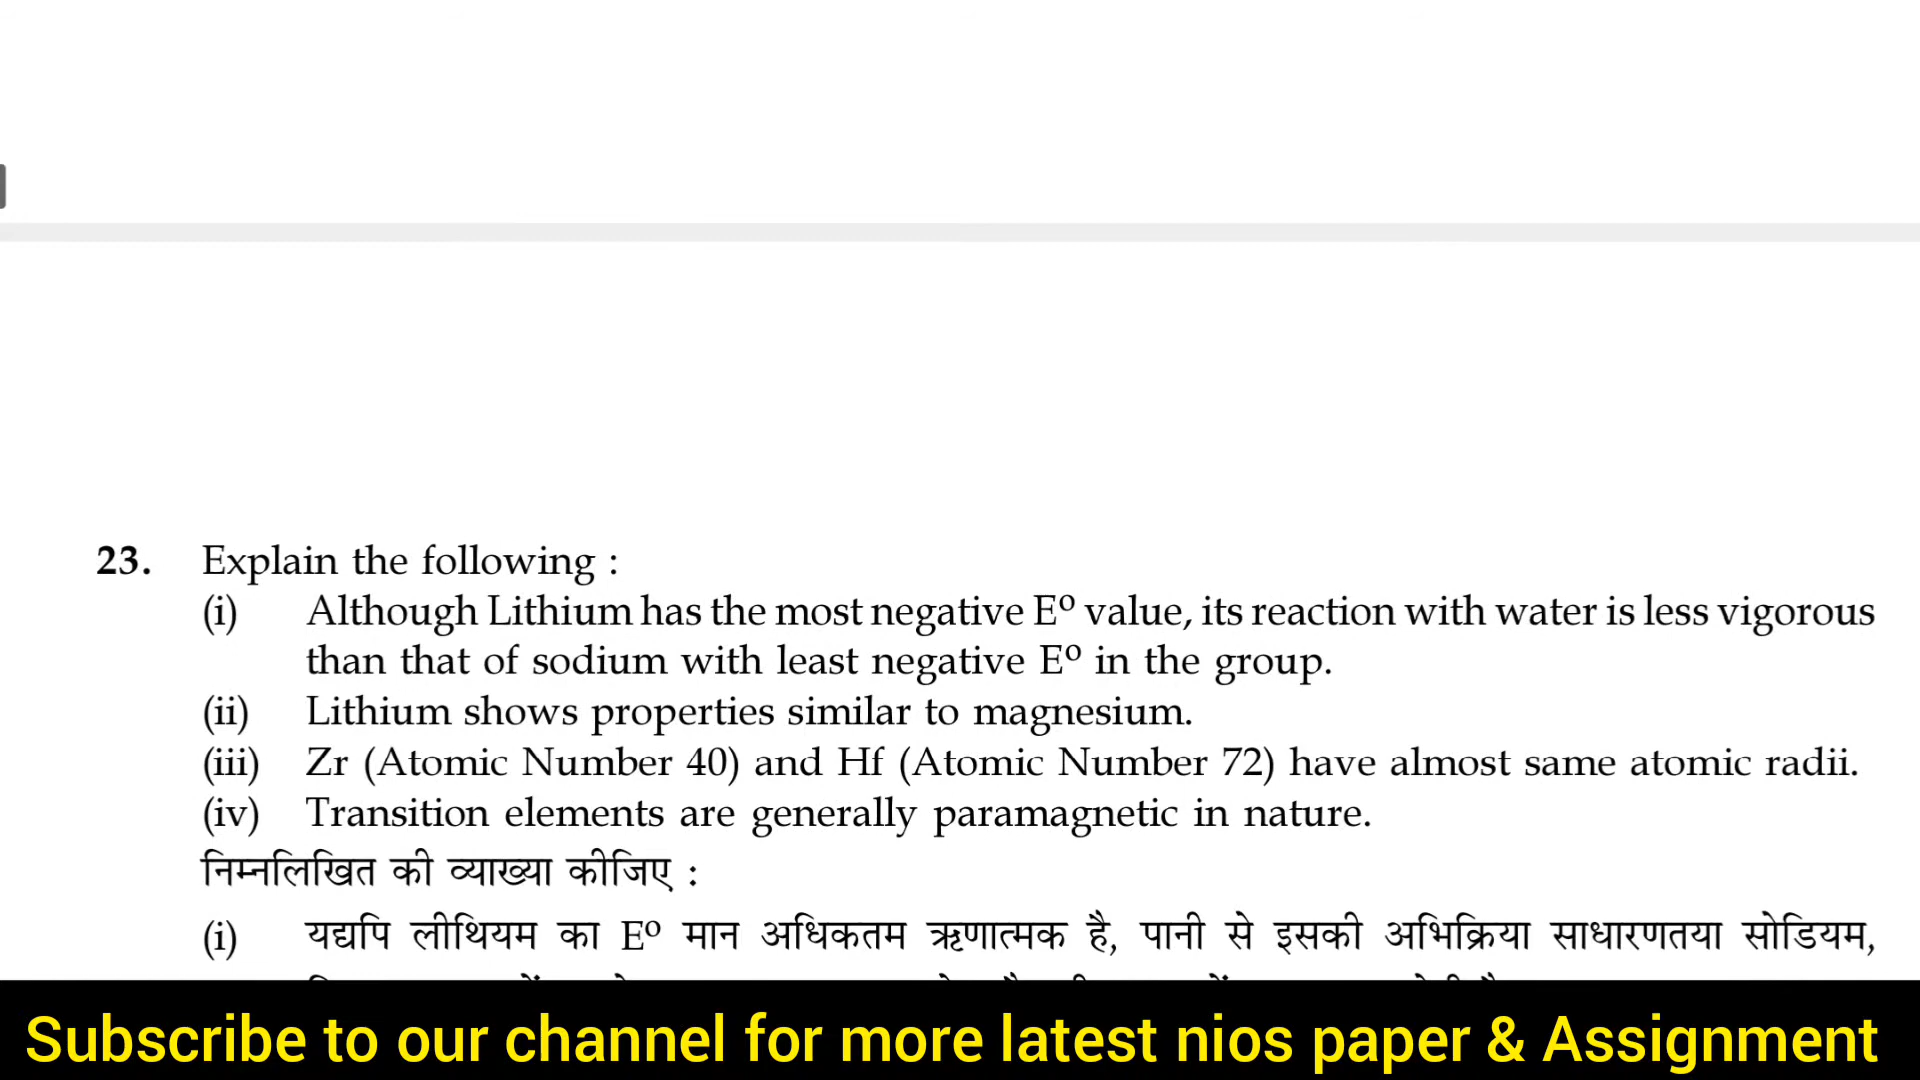 23. Explain the following :
(i) Although Lithium has the most negative Eº value, its reaction with water is less vigorous
than that of sodium with least negative Eº in the group.
(ii) Lithium shows properties similar to magnesium.
(iii) Zr (Atomic Number 40) and Hf (Atomic Number 72) have almost same atomic radii.
(iv) Transition elements are generally paramagnetic in nature.
निम्नलिखित की व्याख्या कीजिए :
(i) यद्यपि लीथियम का Eº मान अधिकतम ऋणात्मक है, पानी से इसकी अभिक्रिया साधारणतया सोडियम,
Subscribe to our channel for more latest nios paper & Assignment